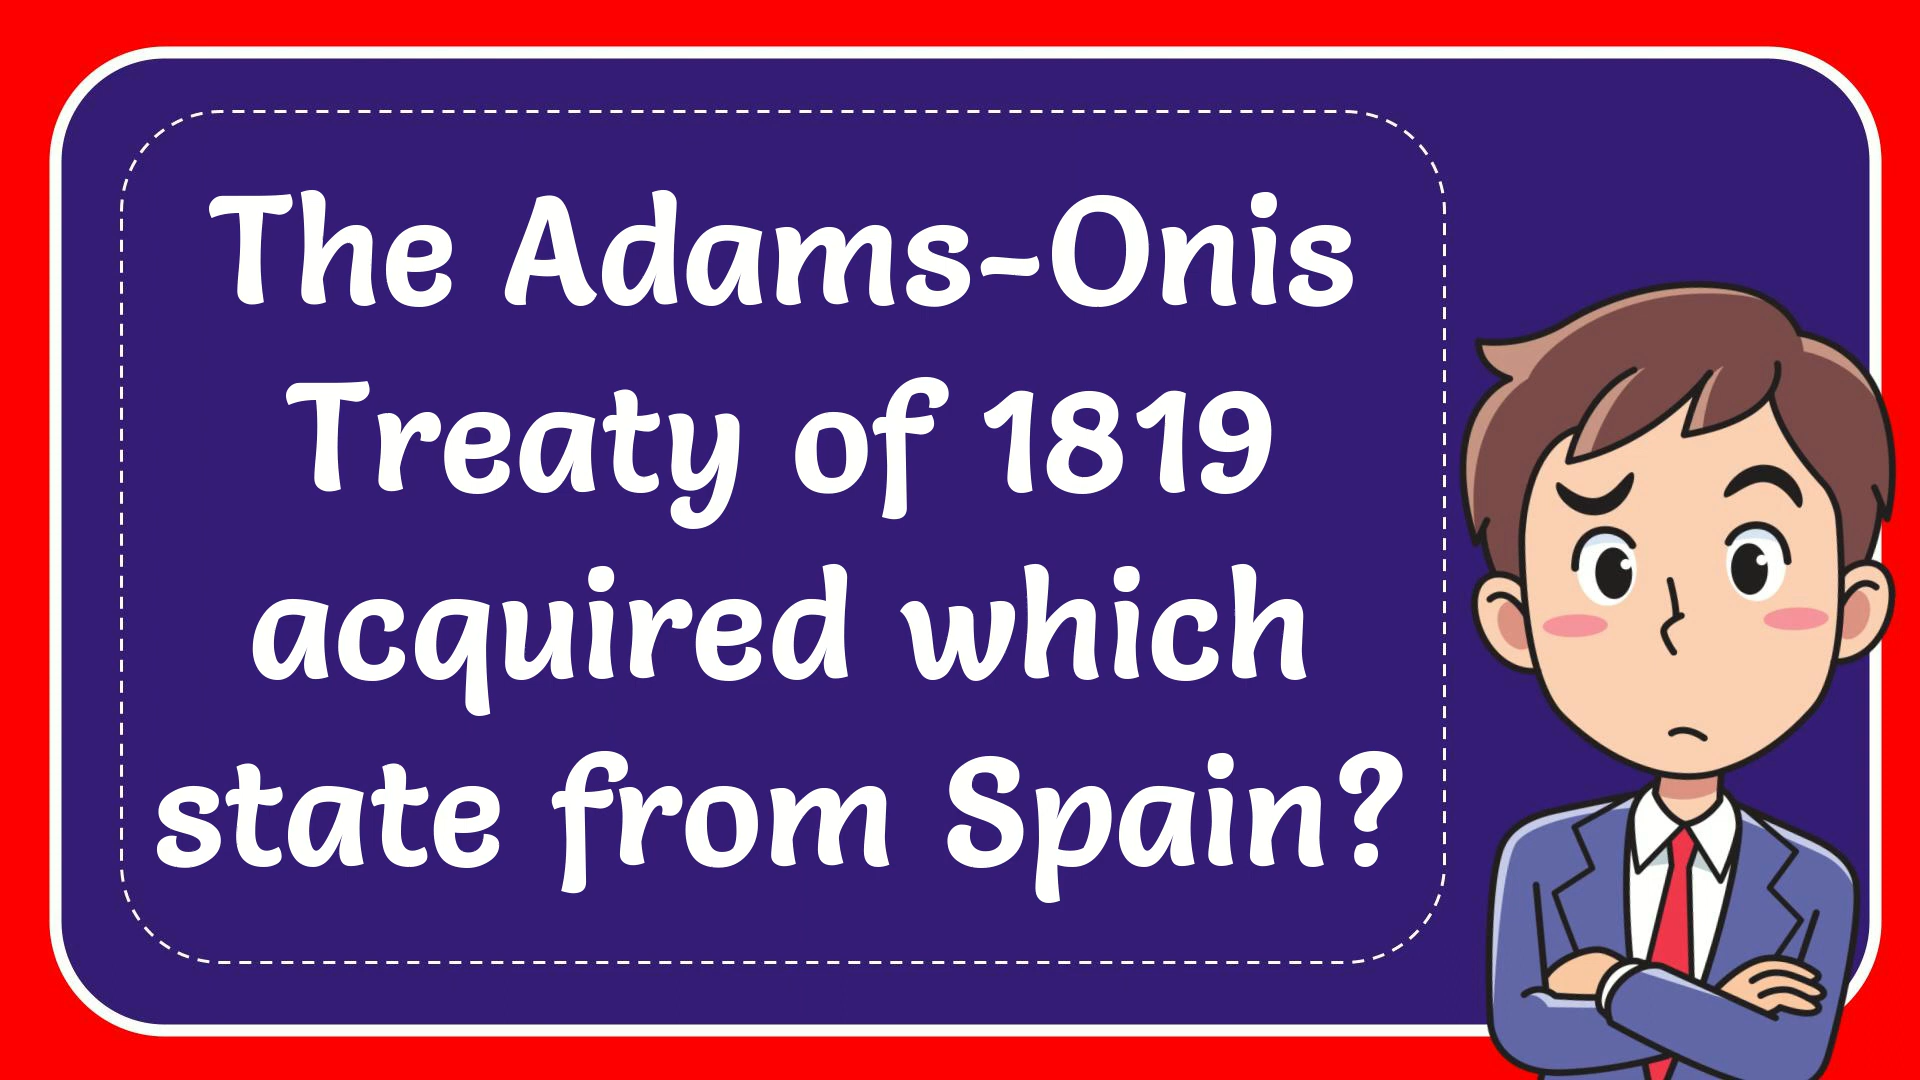 The Adams-Onis
Treaty of 1819
acquired which
state from Spain?